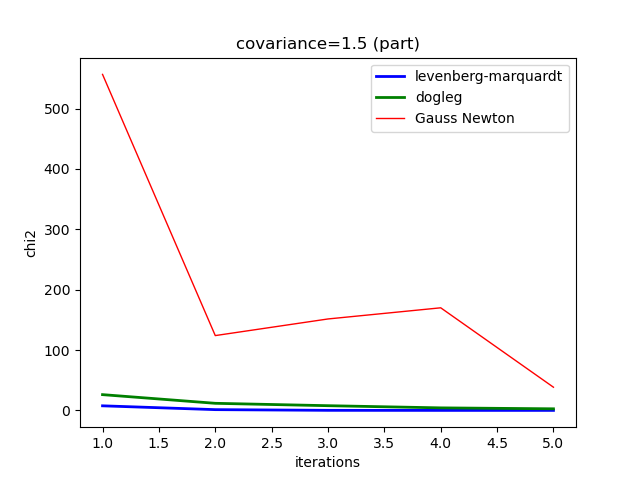 covariance=1.5 (part)
levenberg-marquardt
dogleg
Gauss Newton
chi2
500
400
300
200
100
0
1.0 1.5 2.0 2.5 3.0 3.5 4.0 4.5 5.0
iterations